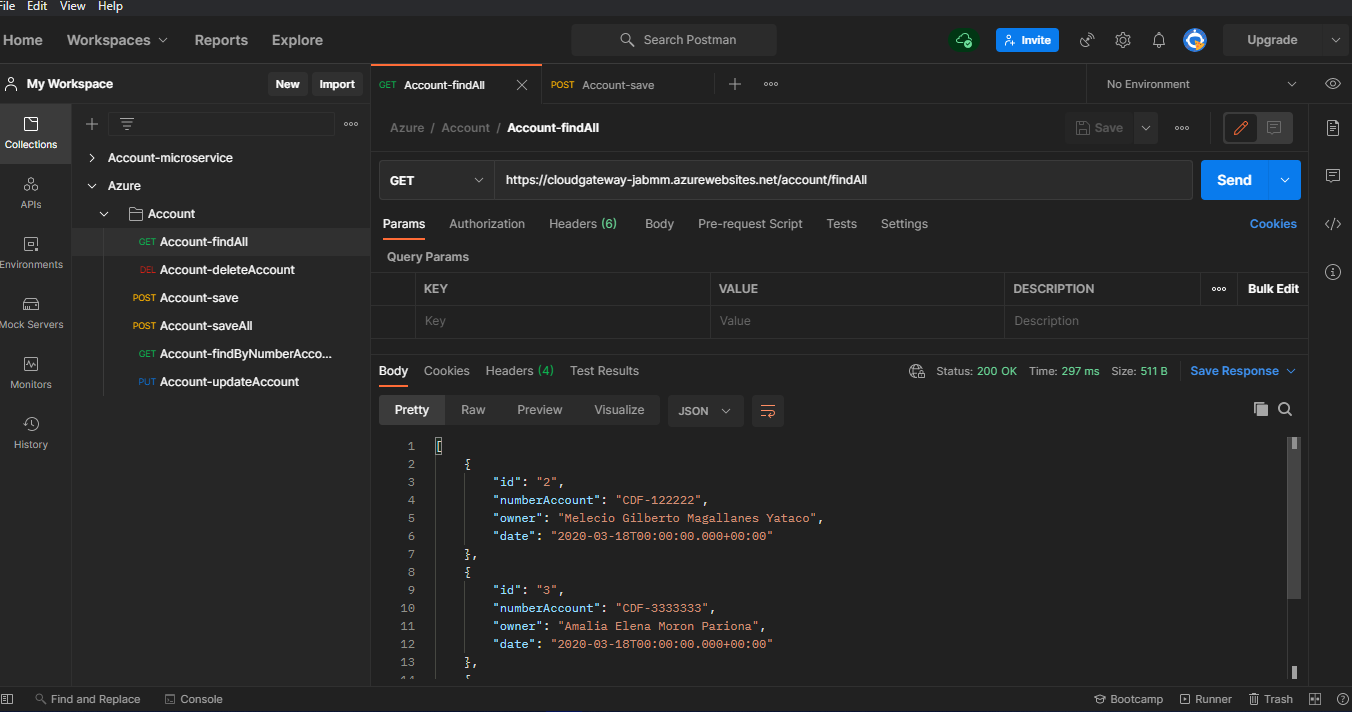 File Edit View Help
Home Workspaces Reports Explore Search Postman Invite Upgrade
My Workspace New Import GET Account-findAll POST Account-save No Environment
Collections
APIs
Environments
Mock Servers
Monitors
History
Account-microservice
Azure
Account
GET Account-findAll
DEL Account-deleteAccount
POST Account-save
POST Account-saveAll
GET Account-findByNumberAcco...
PUT Account-updateAccount
Azure / Account / Account-findAll Save
GET https://cloudgateway-jabmm.azurewebsites.net/account/findAll Send
Params Authorization Headers (6) Body Pre-request Script Tests Settings Cookies
Query Params
KEY VALUE DESCRIPTION Bulk Edit
Key Value Description
Body Cookies Headers (4) Test Results Status: 200 OK Time: 297 ms Size: 511 B Save Response
Pretty Raw Preview Visualize JSON
1 [
2 {
3 "id": "2",
4 "numberAccount": "CDF-122222",
5 "owner": "Melecio Gilberto Magallanes Yataco",
6 "date": "2020-03-18T00:00:00.000+00:00"
7 },
8 {
9 "id": "3",
10 "numberAccount": "CDF-3333333",
11 "owner": "Amalia Elena Moron Pariona",
12 "date": "2020-03-18T00:00:00.000+00:00"
13 },
14 {
Find and Replace Console Bootcamp Runner Trash